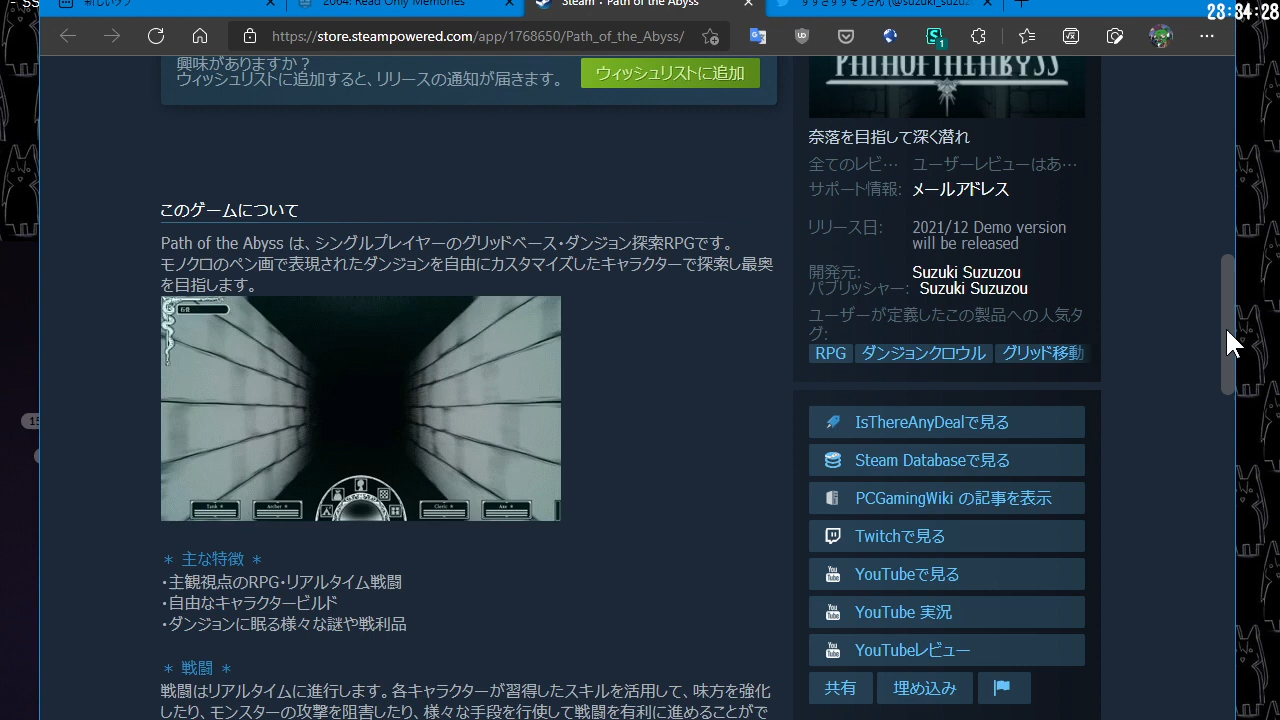 23:34:28
新しいタブ
2064: Read Only Memories
Steam：Path of the Abyss
https://store.steampowered.com/app/1768650/Path_of_the_Abyss/
興味がありますか？
ウィッシュリストに追加すると、リリースの通知が届きます。
ウィッシュリストに追加
PATH OF THE ABYSS
奈落を目指して深く潜れ
全てのレビ… ユーザーレビューはあ…
サポート情報: メールアドレス
リリース日: 2021/12 Demo version
will be released
開発元: Suzuki Suzuzou
パブリッシャー: Suzuki Suzuzou
ユーザーが定義したこの製品への人気タ
グ:
RPG ダンジョンクロウル グリッド移動
このゲームについて
Path of the Abyss は、シングルプレイヤーのグリッドベース・ダンジョン探索RPGです。
モノクロのペン画で表現されたダンジョンを自由にカスタマイズしたキャラクターで探索し最奥
を目指します。
Tank Archer Cleric Axe
＊ 主な特徴 ＊
・主観視点のRPG・リアルタイム戦闘
・自由なキャラクタービルド
・ダンジョンに眠る様々な謎や戦利品
＊ 戦闘 ＊
戦闘はリアルタイムに進行します。各キャラクターが習得したスキルを活用して、味方を強化
したり、モンスターの攻撃を阻害したり、様々な手段を行使して戦闘を有利に進めることがで
IsThereAnyDealで見る
Steam Databaseで見る
PCGamingWiki の記事を表示
Twitchで見る
YouTubeで見る
YouTube 実況
YouTubeレビュー
共有 埋め込み